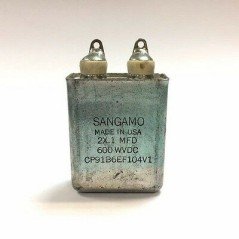 SANGAMO
MADE IN USA
2X.1 MFD
600 WVDC
CP91B6EF104V1